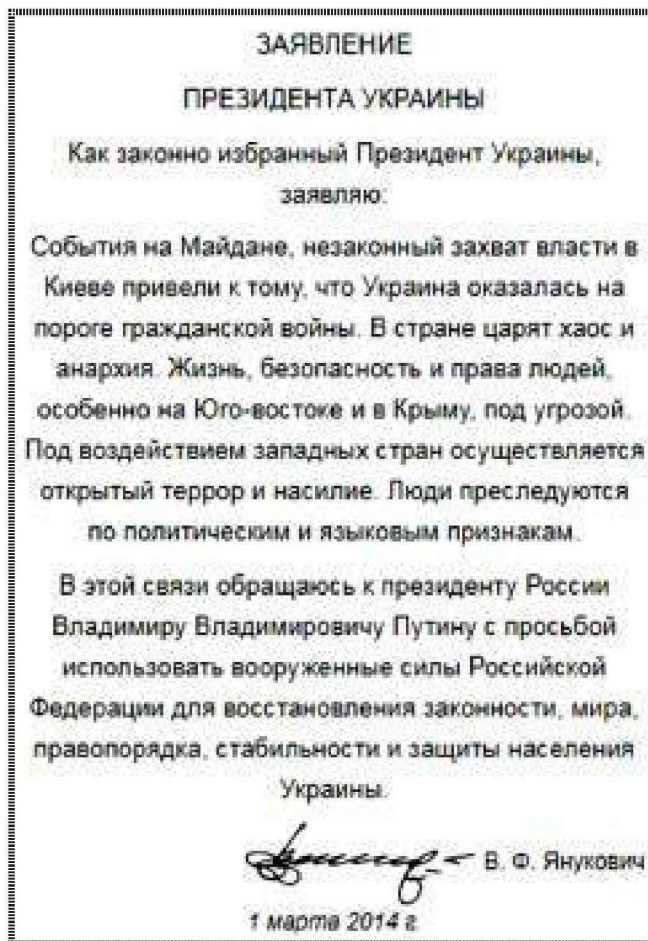 ЗАЯВЛЕНИЕ
ПРЕЗИДЕНТА УКРАИНЫ
Как законно избранный Президент Украины,
заявляю:
События на Майдане, незаконный захват власти в
Киеве привели к тому, что Украина оказалась на
пороге гражданской войны. В стране царят хаос и
анархия. Жизнь, безопасность и права людей,
особенно на Юго-востоке и в Крыму, под угрозой.
Под воздействием западных стран осуществляется
открытый террор и насилие. Люди преследуются
по политическим и языковым признакам.
В этой связи обращаюсь к президенту России
Владимиру Владимировичу Путину с просьбой
использовать вооруженные силы Российской
Федерации для восстановления законности, мира,
правопорядка, стабильности и защиты населения
Украины.
В. Ф. Янукович
1 марта 2014 г.